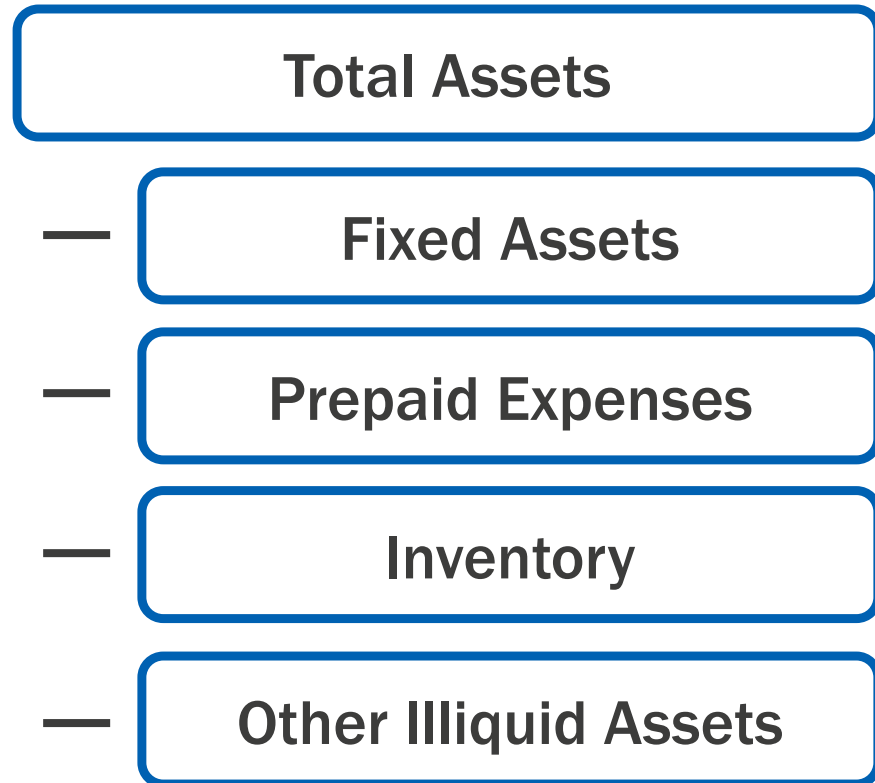 Total Assets
— Fixed Assets
— Prepaid Expenses
— Inventory
— Other Illiquid Assets